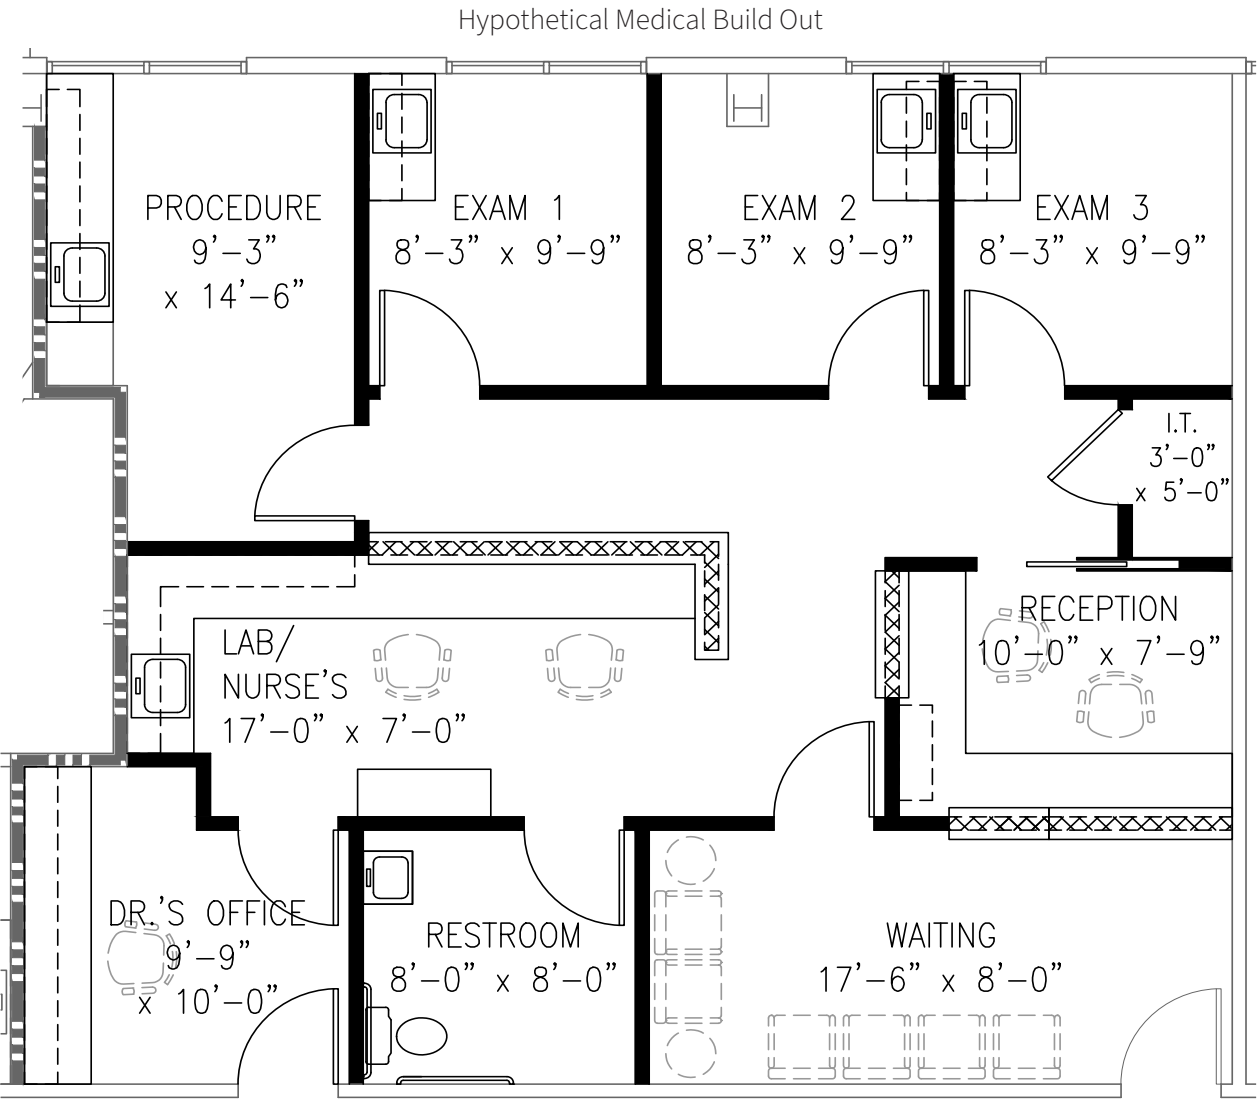 Hypothetical Medical Build Out
PROCEDURE
9'-3"
x 14'-6"
EXAM 1
8'-3" x 9'-9"
EXAM 2
8'-3" x 9'-9"
EXAM 3
8'-3" x 9'-9"
I.T.
3'-0"
x 5'-0"
RECEPTION
10'-0" x 7'-9"
LAB/
NURSE'S
17'-0" x 7'-0"
DR.'S OFFICE
9'-9"
x 10'-0"
RESTROOM
8'-0" x 8'-0"
WAITING
17'-6" x 8'-0"